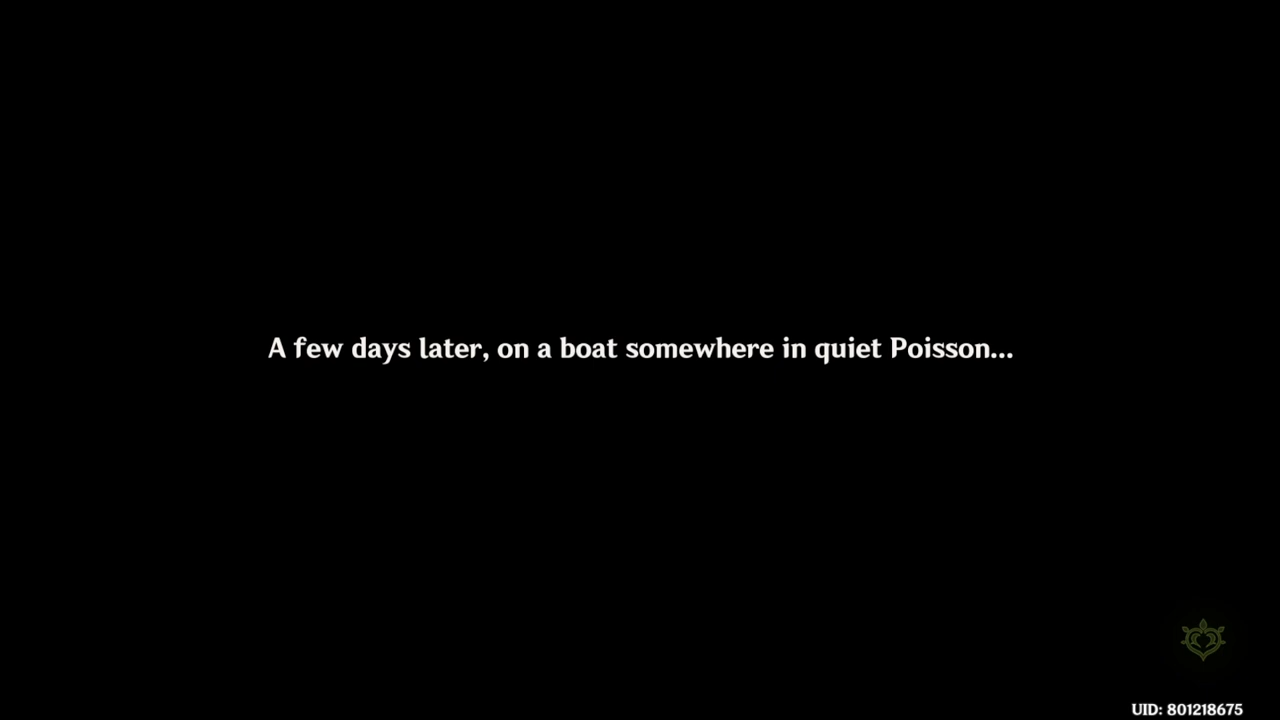 A few days later, on a boat somewhere in quiet Poisson...
UID: 801218675